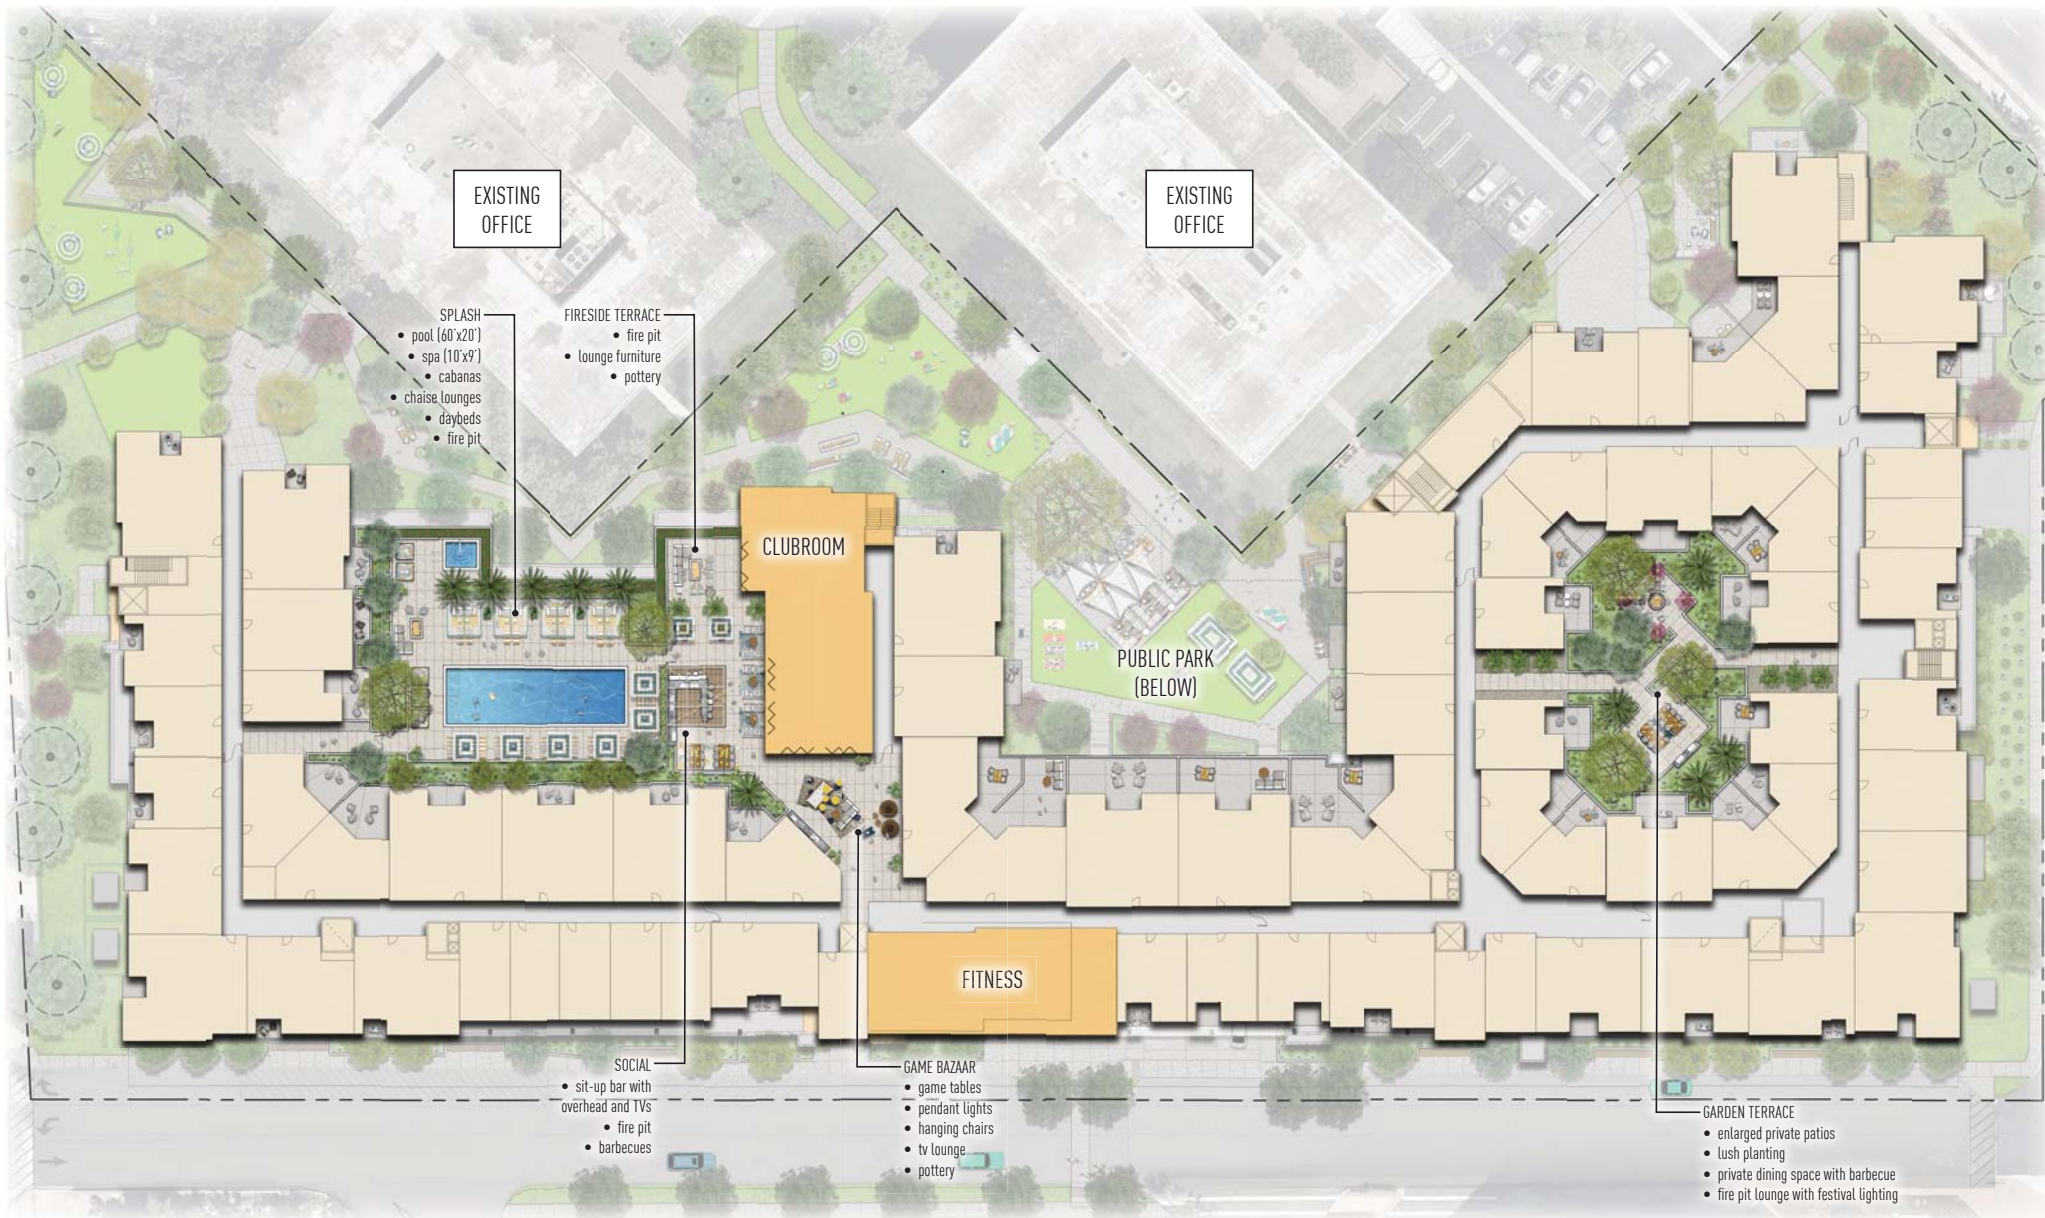 EXISTING
OFFICE
EXISTING
OFFICE
SPLASH
• pool (60'x20')
• spa (10'x9')
• cabanas
• chaise lounges
• daybeds
• fire pit
FIRESIDE TERRACE
• fire pit
• lounge furniture
• pottery
CLUBROOM
PUBLIC PARK
(BELOW)
FITNESS
SOCIAL
• sit-up bar with
overhead and TVs
• fire pit
• barbecues
GAME BAZAAR
• game tables
• pendant lights
• hanging chairs
• tv lounge
• pottery
GARDEN TERRACE
• enlarged private patios
• lush planting
• private dining space with barbecue
• fire pit lounge with festival lighting